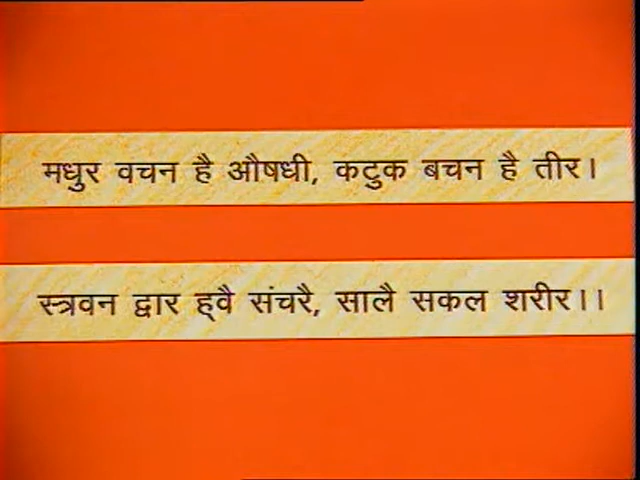 मधुर वचन है औषधी, कटुक बचन है तीर।
स्त्रवन द्वार ह्वै संचरै, सालै सकल शरीर।।